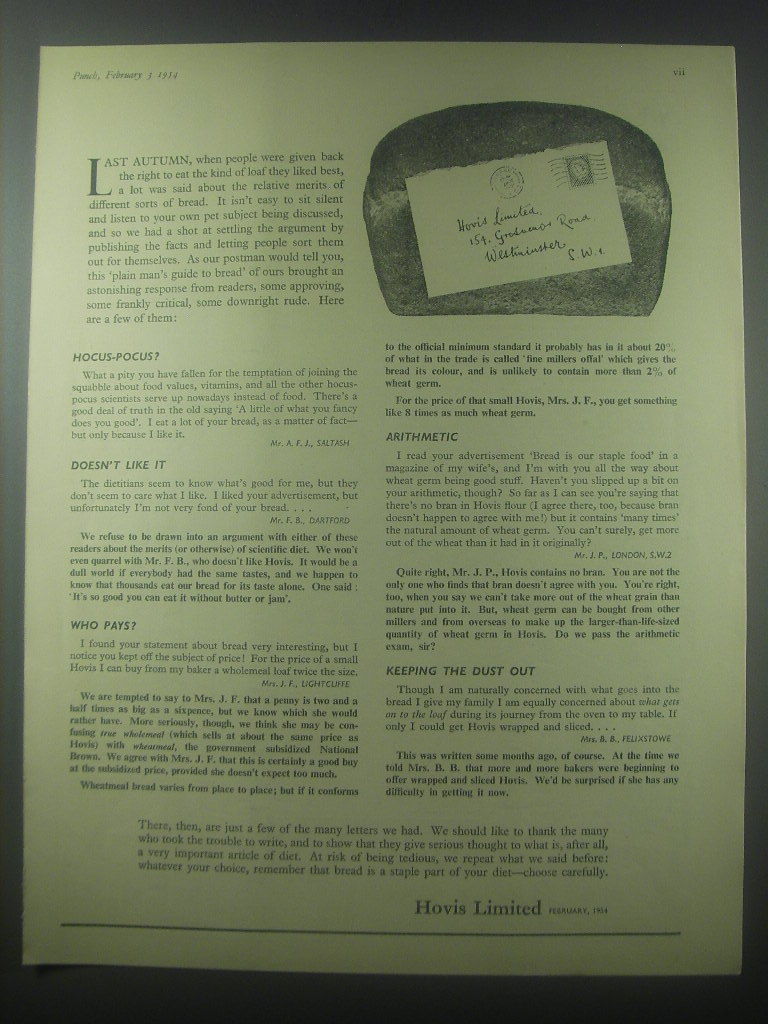 Punch, February 3 1954
vii
LAST AUTUMN, when people were given back
the right to eat the kind of loaf they liked best,
a lot was said about the relative merits of
different sorts of bread. It isn't easy to sit silent
and listen to your own pet subject being discussed,
and so we had a shot at settling the argument by
publishing the facts and letting people sort them
out for themselves. As our postman would tell you,
this 'plain man's guide to bread' of ours brought an
astonishing response from readers, some approving,
some frankly critical, some downright rude. Here
are a few of them:
Hovis Limited,
154, Grosvenor Road,
Westminster
S.W.1.
HOCUS-POCUS?
What a pity you have fallen for the temptation of joining the
squabble about food values, vitamins, and all the other hocus-
pocus scientists serve up nowadays instead of food. There's a
good deal of truth in the old saying 'A little of what you fancy
does you good'. I eat a lot of your bread, as a matter of fact—
but only because I like it.
Mr. A. F. J., SALTASH
DOESN'T LIKE IT
The dietitians seem to know what's good for me, but they
don't seem to care what I like. I liked your advertisement, but
unfortunately I'm not very fond of your bread. . . .
Mr. F. B., DARTFORD
We refuse to be drawn into an argument with either of these
readers about the merits (or otherwise) of scientific diet. We won't
even quarrel with Mr. F. B., who doesn't like Hovis. It would be a
dull world if everybody had the same tastes, and we happen to
know that thousands eat our bread for its taste alone. One said :
'It's so good you can eat it without butter or jam'.
WHO PAYS?
I found your statement about bread very interesting, but I
notice you kept off the subject of price! For the price of a small
Hovis I can buy from my baker a wholemeal loaf twice the size.
Mrs. J. F., LIGHTCLIFFE
We are tempted to say to Mrs. J. F. that a penny is two and a
half times as big as a sixpence, but we know which she would
rather have. More seriously, though, we think she may be con-
fusing true wholemeal (which sells at about the same price as
Hovis) with wheatmeal, the government subsidized National
Brown. We agree with Mrs. J. F. that this is certainly a good buy
at the subsidized price, provided she doesn't expect too much.
Wheatmeal bread varies from place to place; but if it conforms
to the official minimum standard it probably has in it about 20%
of what in the trade is called 'fine millers offal' which gives the
bread its colour, and is unlikely to contain more than 2% of
wheat germ.
For the price of that small Hovis, Mrs. J. F., you get something
like 8 times as much wheat germ.
ARITHMETIC
I read your advertisement 'Bread is our staple food' in a
magazine of my wife's, and I'm with you all the way about
wheat germ being good stuff. Haven't you slipped up a bit on
your arithmetic, though? So far as I can see you're saying that
there's no bran in Hovis flour (I agree there, too, because bran
doesn't happen to agree with me!) but it contains 'many times'
the natural amount of wheat germ. You can't surely, get more
out of the wheat than it had in it originally?
Mr. J. P., LONDON, S.W.2
Quite right, Mr. J. P., Hovis contains no bran. You are not the
only one who finds that bran doesn't agree with you. You're right,
too, when you say we can't take more out of the wheat grain than
nature put into it. But, wheat germ can be bought from other
millers and from overseas to make up the larger-than-life-sized
quantity of wheat germ in Hovis. Do we pass the arithmetic
exam, sir?
KEEPING THE DUST OUT
Though I am naturally concerned with what goes into the
bread I give my family I am equally concerned about what gets
on to the loaf during its journey from the oven to my table. If
only I could get Hovis wrapped and sliced. . . .
Mrs. B. B., FELIXSTOWE
This was written some months ago, of course. At the time we
told Mrs. B. B. that more and more bakers were beginning to
offer wrapped and sliced Hovis. We'd be surprised if she has any
difficulty in getting it now.
There, then, are just a few of the many letters we had. We should like to thank the many
who took the trouble to write, and to show that they give serious thought to what is, after all,
a very important article of diet. At risk of being tedious, we repeat what we said before:
whatever your choice, remember that bread is a staple part of your diet—choose carefully.
Hovis Limited FEBRUARY, 1954